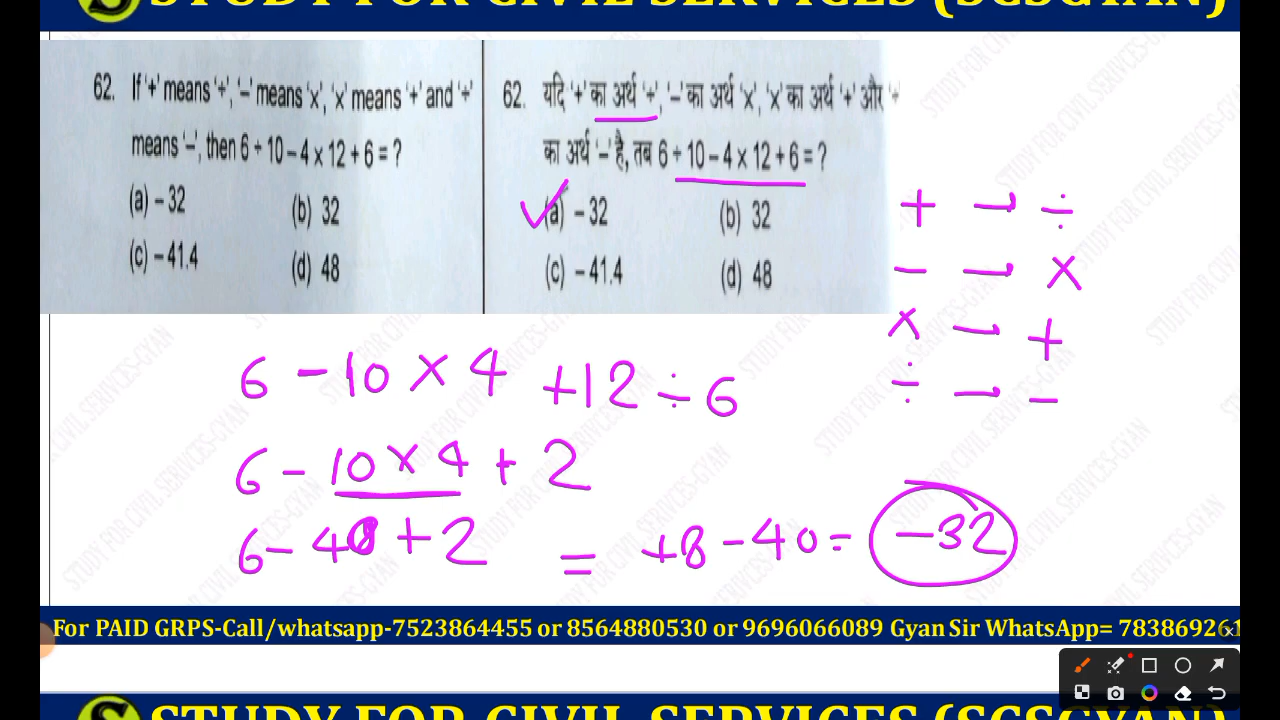 STUDY FOR CIVIL SERVICES (SCSGYAN)
62. If '+' means '÷', '–' means 'x', 'x' means '+' and '÷'
means '–', then 6 ÷ 10 – 4 x 12 + 6 = ?
(a) – 32 (b) 32
(c) – 41.4 (d) 48
62. यदि '+' का अर्थ '÷', '–' का अर्थ 'x', 'x' का अर्थ '+' और '÷'
का अर्थ '–' है, तब 6 ÷ 10 – 4 x 12 + 6 = ?
(a) – 32 (b) 32
(c) – 41.4 (d) 48
+ → ÷
– → ×
× → +
÷ → –
6 – 10 × 4 + 12 ÷ 6
6 – 10 × 4 + 2
6 – 40 + 2 = +8 – 40 = –32
For PAID GRPS-Call/whatsapp-7523864455 or 8564880530 or 9696066089 Gyan Sir WhatsApp= 783869261
STUDY FOR CIVIL SERVICES (SCSGYAN)